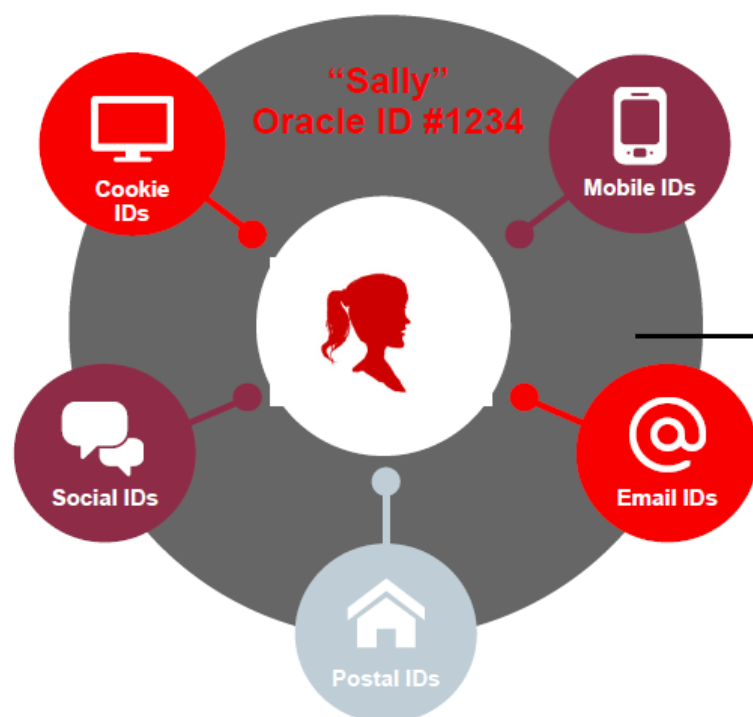 “Sally”
Oracle ID #1234
Cookie
IDs
Mobile IDs
Social IDs
Email IDs
Postal IDs